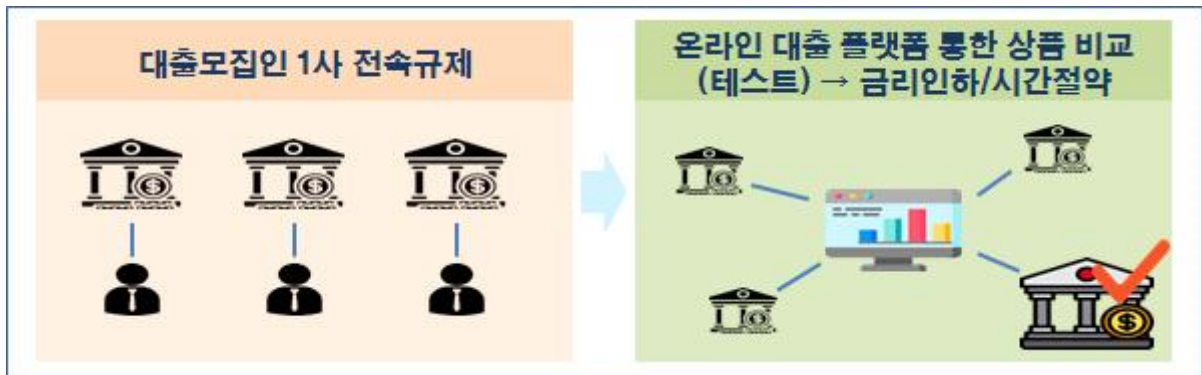 대출모집인 1사 전속규제
온라인 대출 플랫폼 통한 상품 비교
(테스트) → 금리인하/시간절약